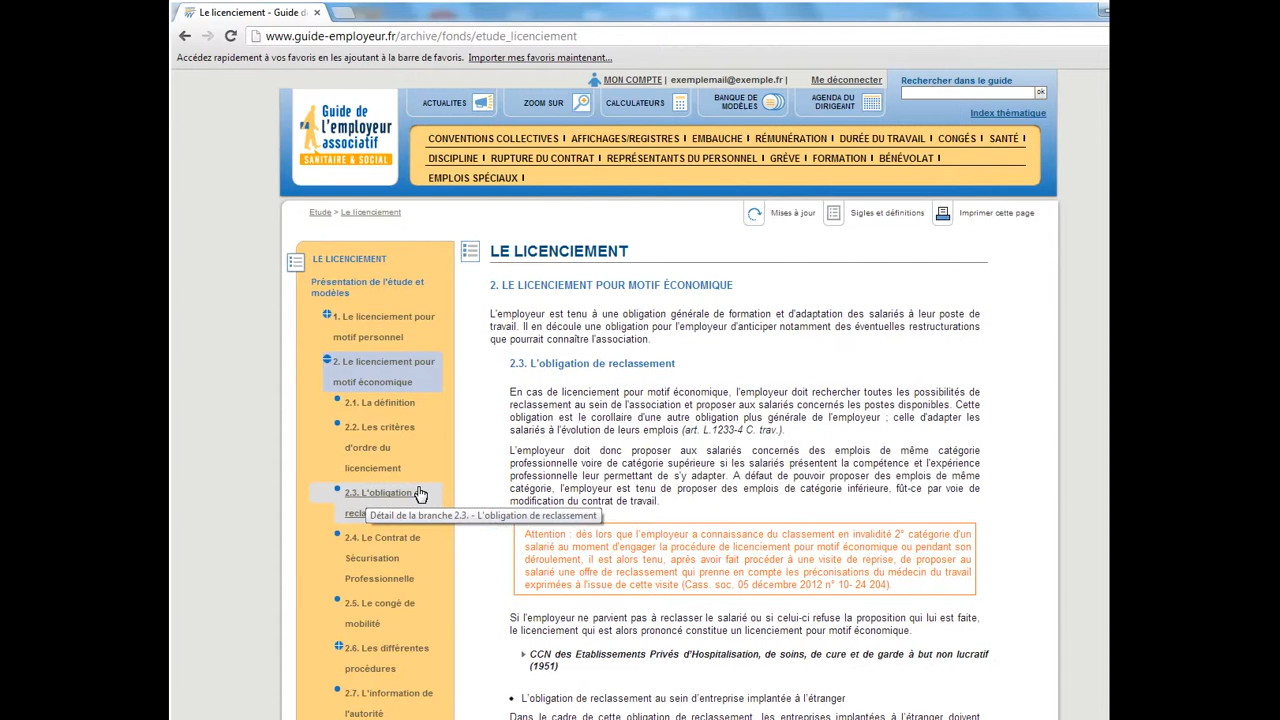 Le licenciement - Guide d
www.guide-employeur.fr/archive/fonds/etude_licenciement
Accédez rapidement à vos favoris en les ajoutant à la barre de favoris. Importer mes favoris maintenant...
MON COMPTE | exemplemail@exemple.fr | Me déconnecter
Rechercher dans le guide
ok
Index thématique
ACTUALITES
ZOOM SUR
CALCULATEURS
BANQUE DE
MODÈLES
AGENDA DU
DIRIGEANT
Guide de
l'employeur
associatif
SANITAIRE & SOCIAL
CONVENTIONS COLLECTIVES | AFFICHAGES/REGISTRES | EMBAUCHE | RÉMUNÉRATION | DURÉE DU TRAVAIL | CONGÉS | SANTÉ |
DISCIPLINE | RUPTURE DU CONTRAT | REPRÉSENTANTS DU PERSONNEL | GRÈVE | FORMATION | BÉNÉVOLAT |
EMPLOIS SPÉCIAUX |
Etude > Le licenciement
Mises à jour
Sigles et définitions
Imprimer cette page
LE LICENCIEMENT
Présentation de l'étude et
modèles
1. Le licenciement pour
motif personnel
2. Le licenciement pour
motif économique
2.1. La définition
2.2. Les critères
d'ordre du
licenciement
2.3. L'obligation
recla
Détail de la branche 2.3. - L'obligation de reclassement
2.4. Le Contrat de
Sécurisation
Professionnelle
2.5. Le congé de
mobilité
2.6. Les différentes
procédures
2.7. L'information de
l'autorité
LE LICENCIEMENT
2. LE LICENCIEMENT POUR MOTIF ÉCONOMIQUE
L'employeur est tenu à une obligation générale de formation et d'adaptation des salariés à leur poste de
travail. Il en découle une obligation pour l'employeur d'anticiper notamment des éventuelles restructurations
que pourrait connaître l'association.
2.3. L'obligation de reclassement
En cas de licenciement pour motif économique, l'employeur doit rechercher toutes les possibilités de
reclassement au sein de l'association et proposer aux salariés concernés les postes disponibles. Cette
obligation est le corollaire d'une autre obligation plus générale de l'employeur ; celle d'adapter les
salariés à l'évolution de leurs emplois (art. L.1233-4 C. trav.).
L'employeur doit donc proposer aux salariés concernés des emplois de même catégorie
professionnelle voire de catégorie supérieure si les salariés présentent la compétence et l'expérience
professionnelle leur permettant de s'y adapter. A défaut de pouvoir proposer des emplois de même
catégorie, l'employeur est tenu de proposer des emplois de catégorie inférieure, fût-ce par voie de
modification du contrat de travail.
Attention : dès lors que l'employeur a connaissance du classement en invalidité 2° catégorie d'un
salarié au moment d'engager la procédure de licenciement pour motif économique ou pendant son
déroulement, il est alors tenu, après avoir fait procéder à une visite de reprise, de proposer au
salarié une offre de reclassement qui prenne en compte les préconisations du médecin du travail
exprimées à l'issue de cette visite (Cass. soc. 05 décembre 2012 n° 10- 24 204).
Si l'employeur ne parvient pas à reclasser le salarié ou si celui-ci refuse la proposition qui lui est faite,
le licenciement qui est alors prononcé constitue un licenciement pour motif économique.
CCN des Etablissements Privés d'Hospitalisation, de soins, de cure et de garde à but non lucratif
(1951)
• L'obligation de reclassement au sein d'entreprise implantée à l'étranger
Dans le cadre de cette obligation de reclassement, les entreprises implantées à l'étranger doivent